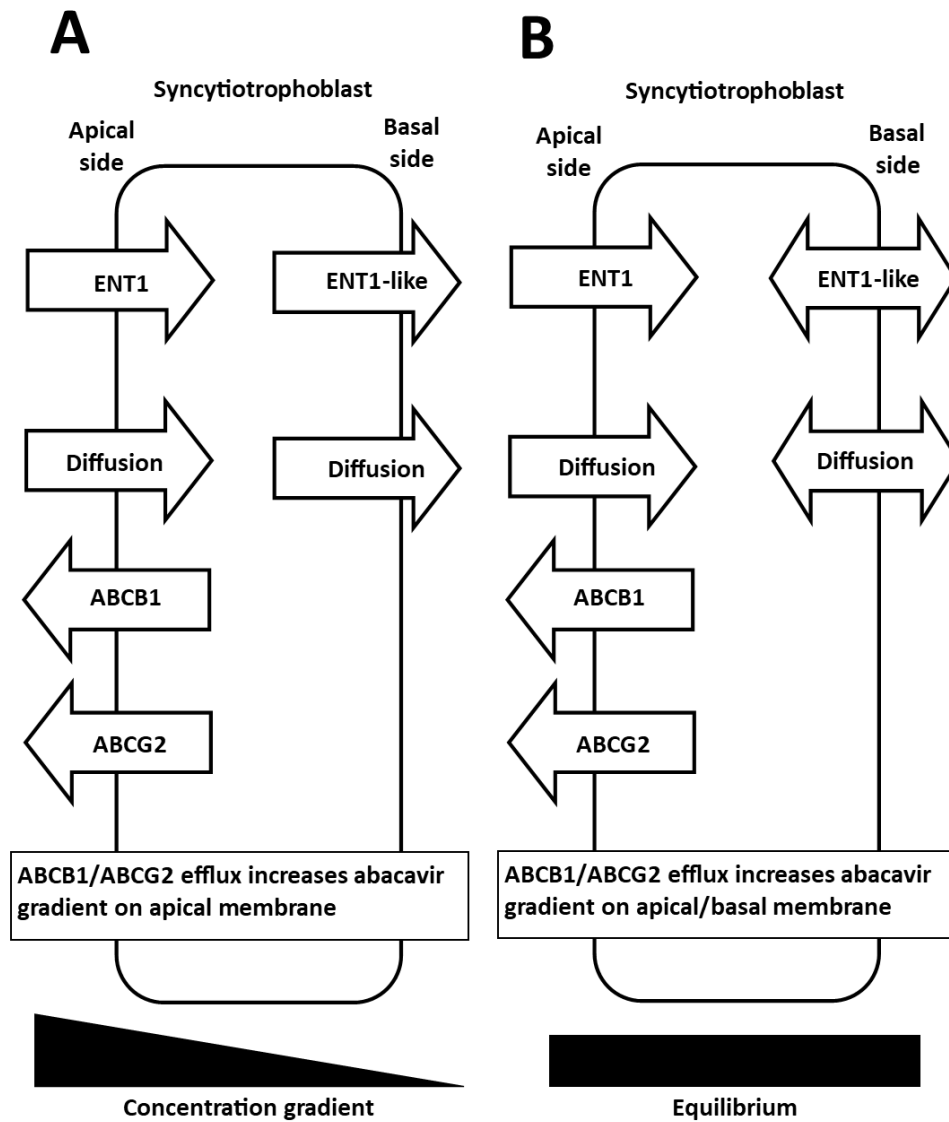 A
Syncytiotrophoblast
Apical
side
Basal
side
ENT1
ENT1-like
Diffusion
Diffusion
ABCB1
ABCG2
ABCB1/ABCG2 efflux increases abacavir
gradient on apical membrane
Concentration gradient
B
Syncytiotrophoblast
Apical
side
Basal
side
ENT1
ENT1-like
Diffusion
Diffusion
ABCB1
ABCG2
ABCB1/ABCG2 efflux increases abacavir
gradient on apical/basal membrane
Equilibrium